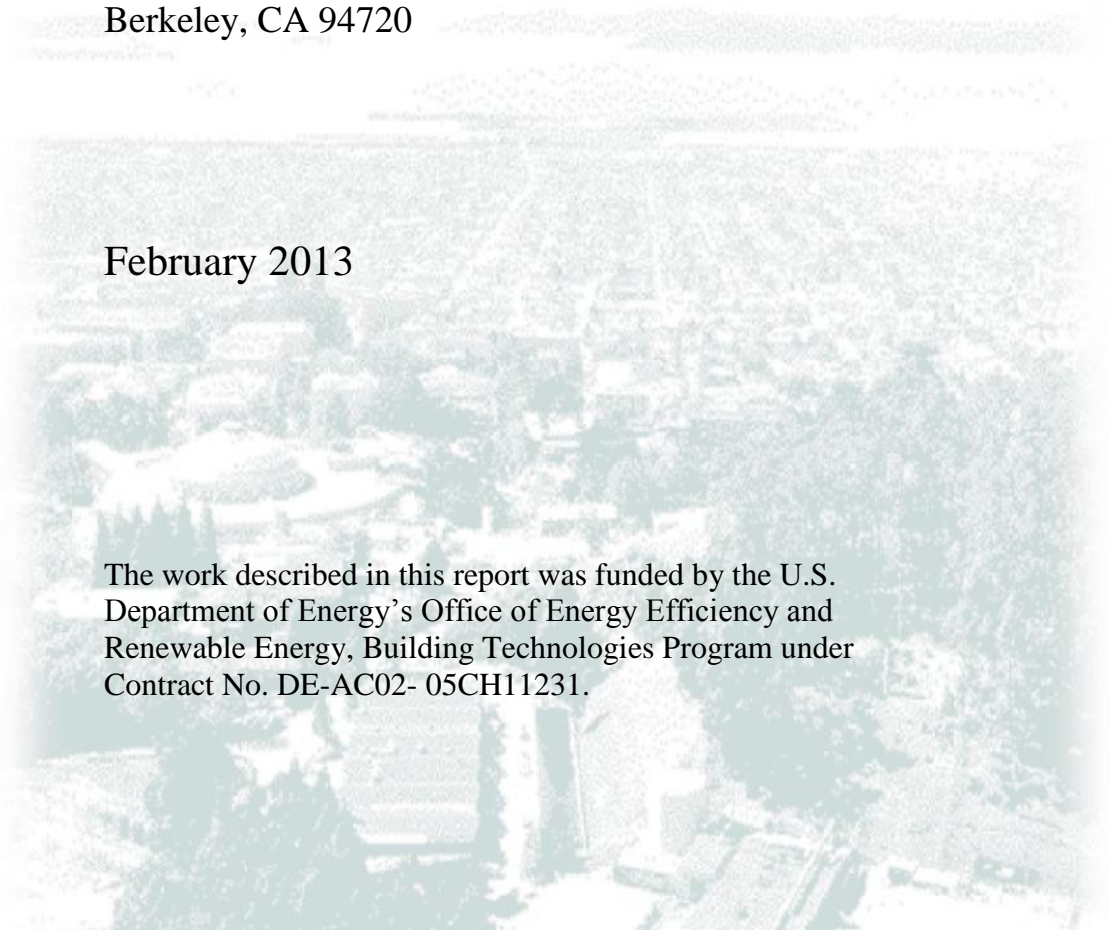 Berkeley, CA 94720
February 2013
The work described in this report was funded by the U.S.
Department of Energy’s Office of Energy Efficiency and
Renewable Energy, Building Technologies Program under
Contract No. DE-AC02- 05CH11231.